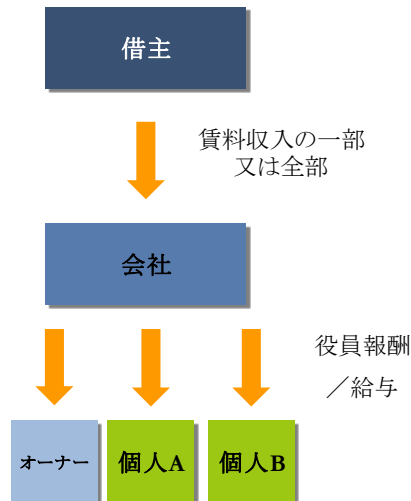 借主
賃料収入の一部
又は全部
会社
役員報酬
／給与
オーナー
個人A
個人B